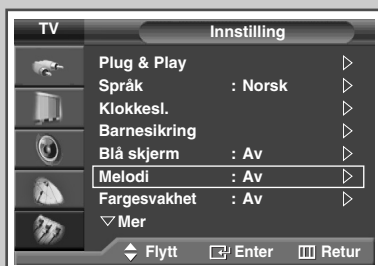 TV Innstilling
Plug & Play
Språk : Norsk
Klokkesl.
Barnesikring
Blå skjerm : Av
Melodi : Av
Fargesvakhet : Av
Mer
Flytt Enter Retur